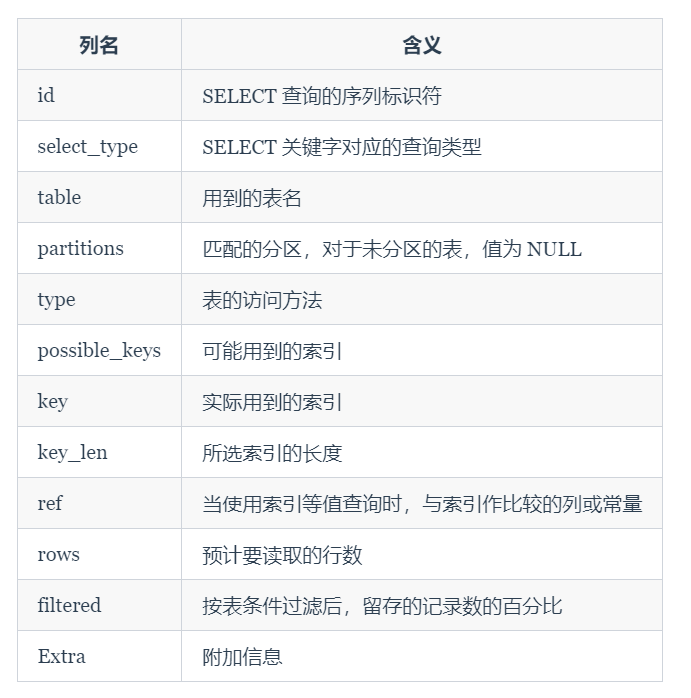 列名 含义
id SELECT 查询的序列标识符
select_type SELECT 关键字对应的查询类型
table 用到的表名
partitions 匹配的分区，对于未分区的表，值为 NULL
type 表的访问方法
possible_keys 可能用到的索引
key 实际用到的索引
key_len 所选索引的长度
ref 当使用索引等值查询时，与索引作比较的列或常量
rows 预计要读取的行数
filtered 按表条件过滤后，留存的记录数的百分比
Extra 附加信息